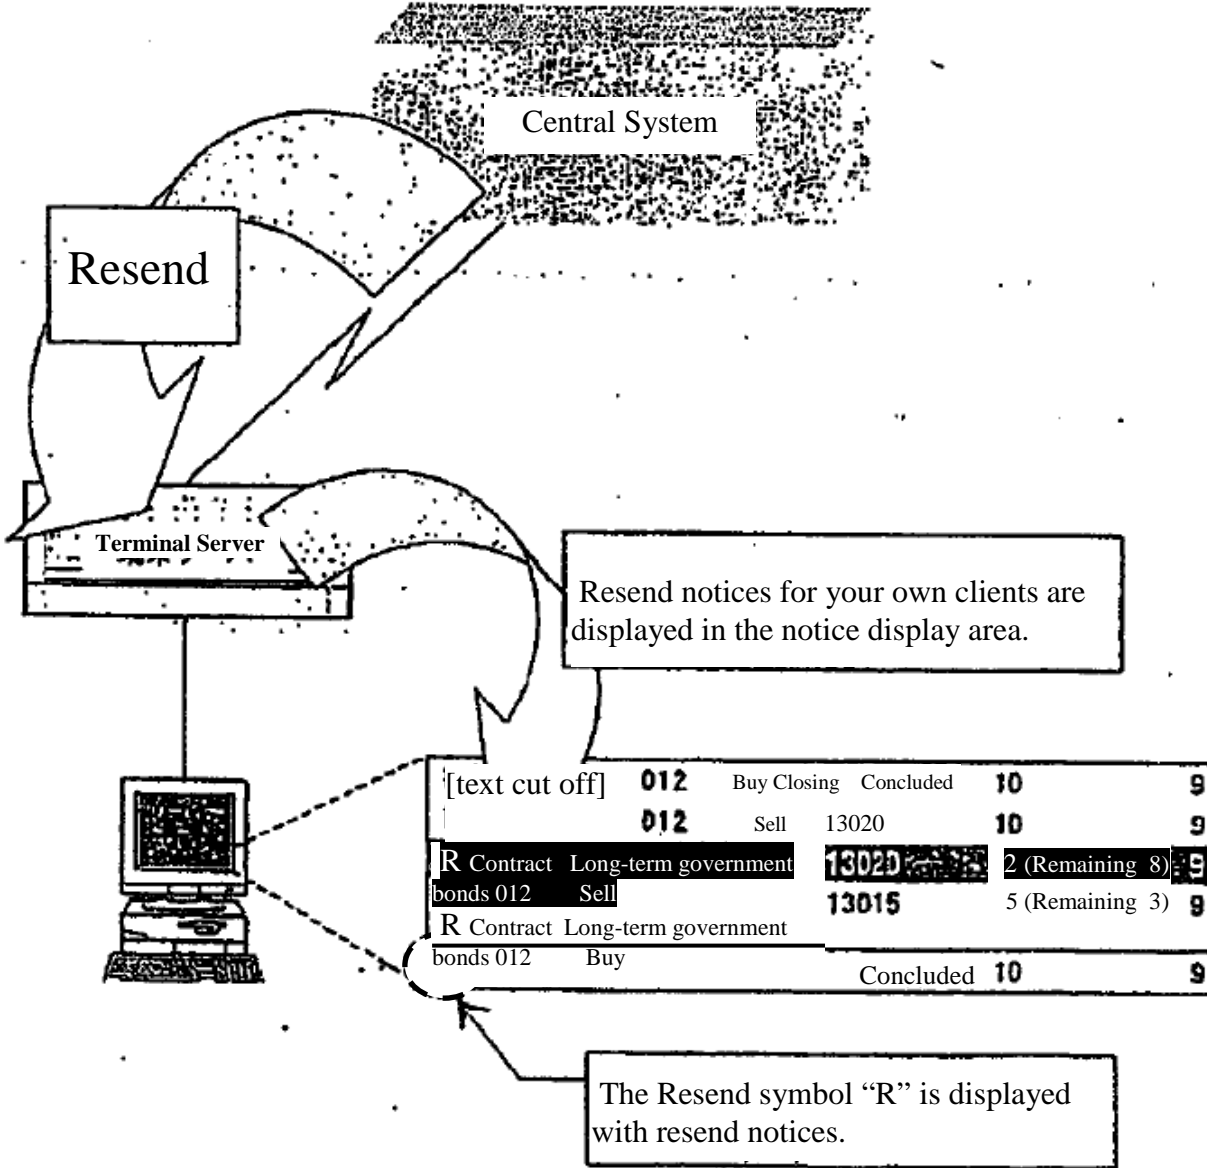 Central System
Resend
Terminal Server
Resend notices for your own clients are
displayed in the notice display area.
[text cut off] 012 Buy Closing Concluded 10 9
012 Sell 13020 10 9
R Contract Long-term government 13020 2 (Remaining 8) 9
bonds 012 Sell
13015 5 (Remaining 3) 9
R Contract Long-term government
bonds 012 Buy
Concluded 10 9
The Resend symbol “R” is displayed
with resend notices.